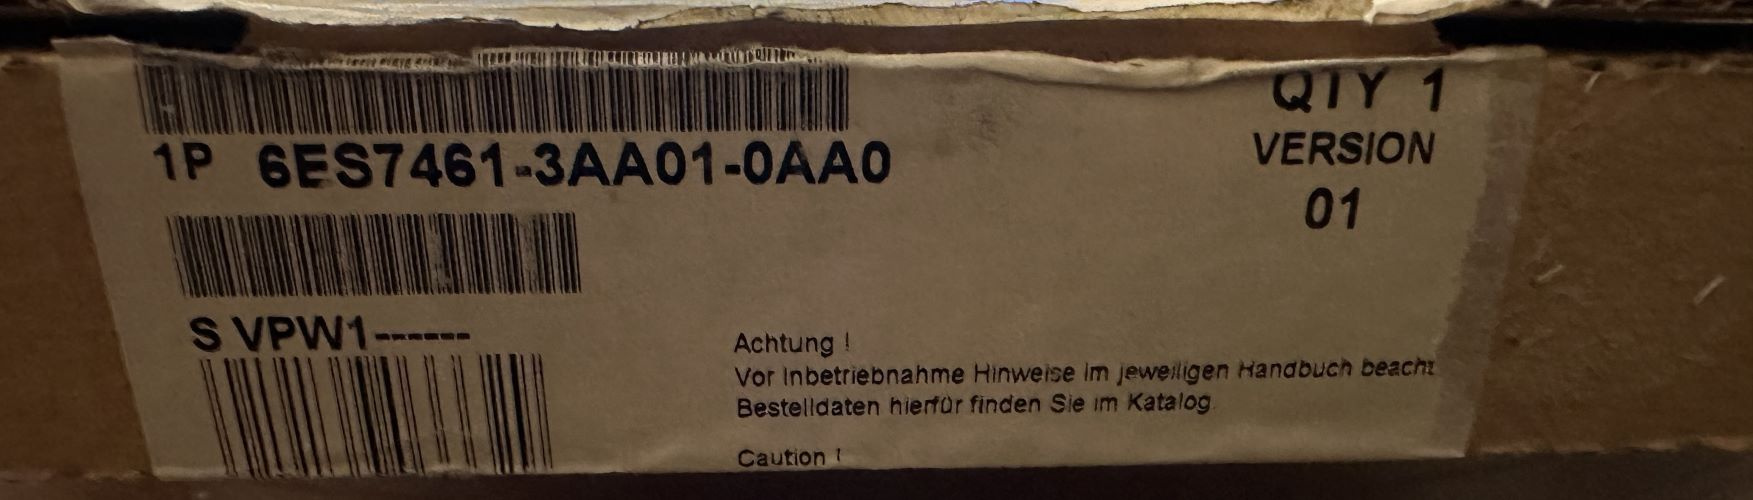 QTY 1
1P 6ES7461-3AA01-0AA0
VERSION
01
S VPW1------
Achtung !
Vor Inbetriebnahme Hinweise im jeweiligen Handbuch beacht
Bestelldaten hierfür finden Sie im Katalog
Caution !